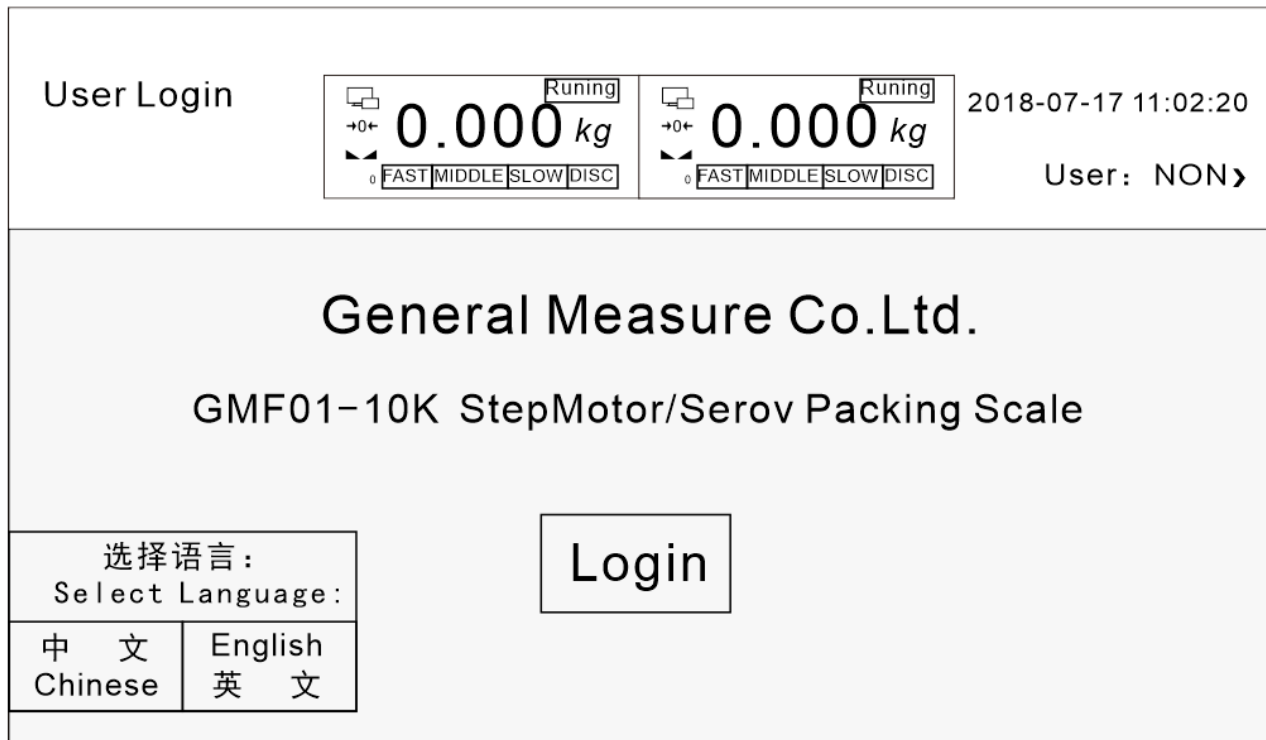 User Login
Runing
→0← 0.000 kg
0 FAST MIDDLE SLOW DISC
Runing
→0← 0.000 kg
0 FAST MIDDLE SLOW DISC
2018-07-17 11:02:20
User: NON❯
General Measure Co.Ltd.
GMF01-10K StepMotor/Serov Packing Scale
Login
选择语言:
Select Language:
中 文
Chinese
English
英 文